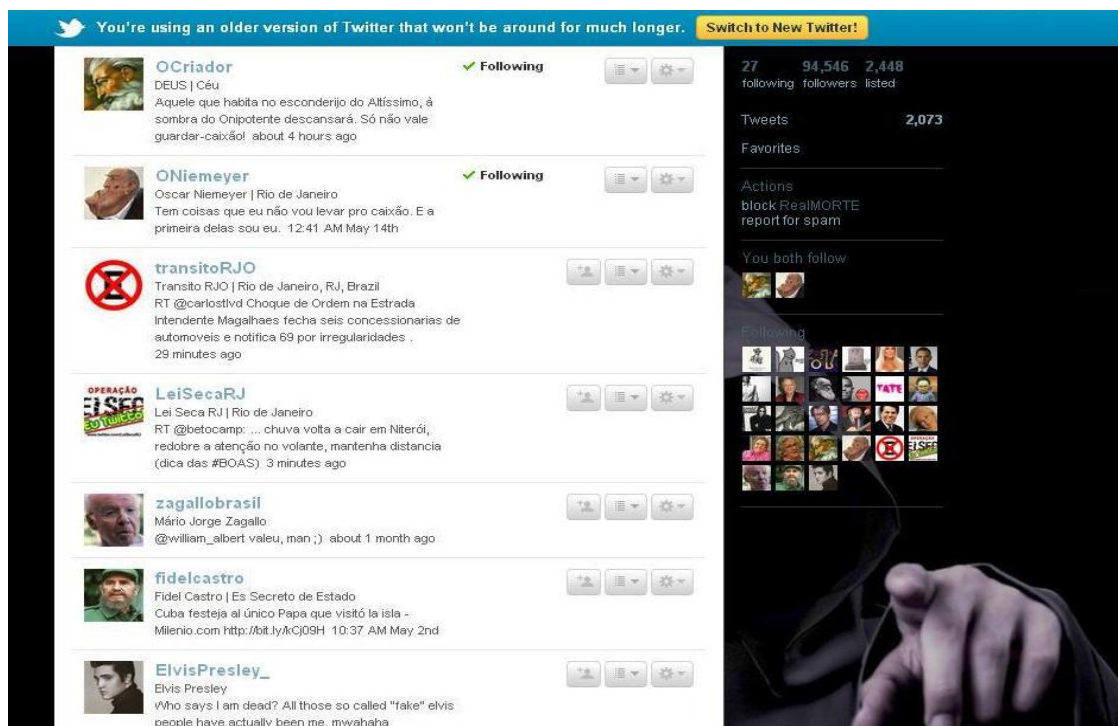 You're using an older version of Twitter that won't be around for much longer. Switch to New Twitter!
OCriador
Following
DEUS | Céu
Aquele que habita no esconderijo do Altíssimo, à
sombra do Onipotente descansará. Só não vale
guardar-caixão! about 4 hours ago
ONiemeyer
Following
Oscar Niemeyer | Rio de Janeiro
Tem coisas que eu não vou levar pro caixão. E a
primeira delas sou eu. 12:41 AM May 14th
transitoRJO
Transito RJO | Rio de Janeiro, RJ, Brazil
RT @carlostlvd Choque de Ordem na Estrada
Intendente Magalhaes fecha seis concessionarias de
automoveis e notifica 69 por irregularidades .
29 minutes ago
OPERAÇÃO
LeiSecaRJ
Lei Seca RJ | Rio de Janeiro
RT @betocamp: ... chuva volta a cair em Niterói,
redobre a atenção no volante, mantenha distancia
(dica das #BOAS) 3 minutes ago
zagallobrasil
Mário Jorge Zagallo
@william_albert valeu, man ;) about 1 month ago
fidelcastro
Fidel Castro | Es Secreto de Estado
Cuba festeja al único Papa que visitó la isla -
Milenio.com http://bit.ly/kCj09H 10:37 AM May 2nd
ElvisPresley_
Elvis Presley
Who says I am dead? All those so called "fake" elvis
people have actually been me. mwahaha
27 94,546 2,448
following followers listed
Tweets 2,073
Favorites
Actions
block RealMORTE
report for spam
You both follow
Following
TATE